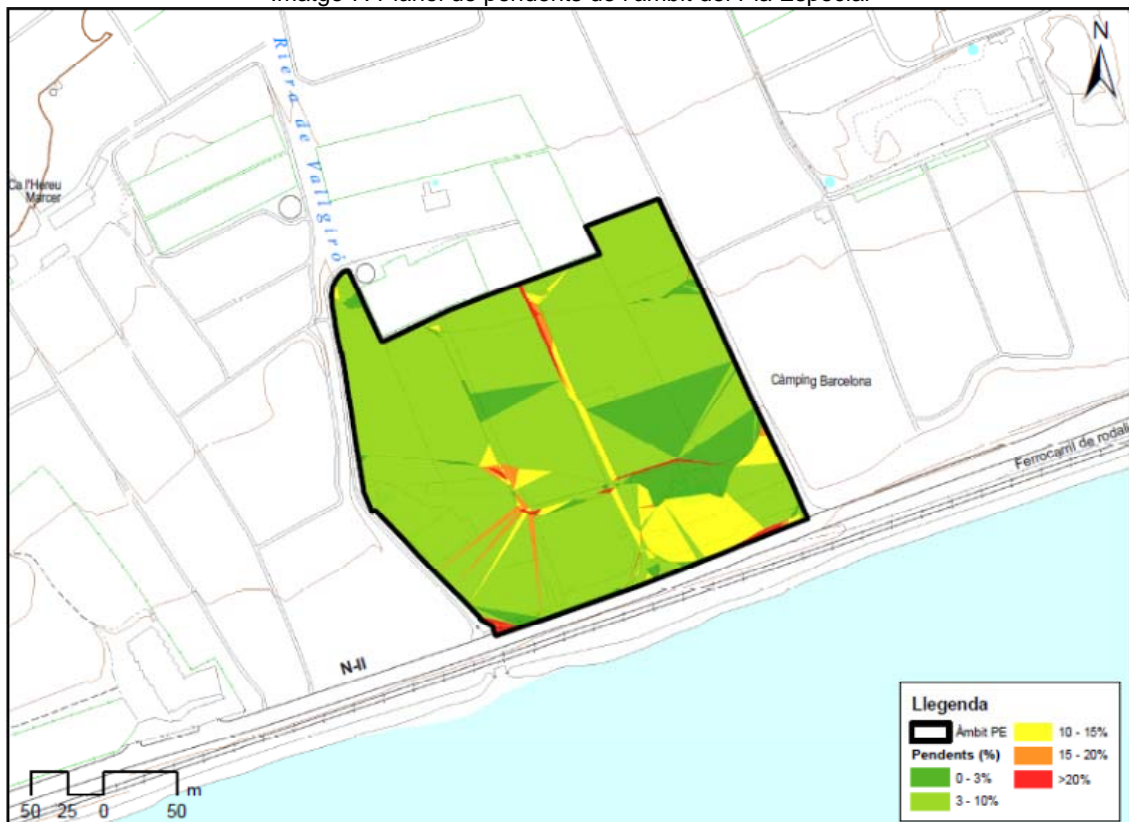 Riera de Vallgiró
N
Ca l'Hereu
Marcer
Càmping Barcelona
Ferrocarril de rodali
N-II
50 25 0 50 m
Llegenda
Àmbit PE
Pendents (%)
0 - 3%
3 - 10%
10 - 15%
15 - 20%
>20%